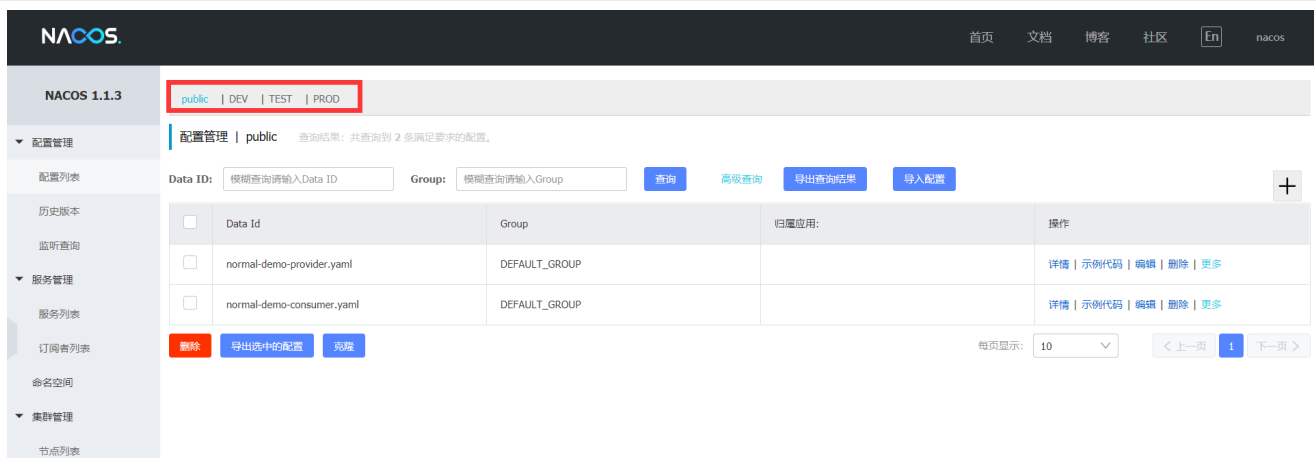 NACOS.
首页 文档 博客 社区 En nacos
NACOS 1.1.3
public | DEV | TEST | PROD
配置管理
配置列表
历史版本
监听查询
服务管理
服务列表
订阅者列表
命名空间
集群管理
节点列表
配置管理 | public 查询结果：共查询到 2 条满足要求的配置。
Data ID: 模糊查询请输入Data ID Group: 模糊查询请输入Group 查询 高级查询 导出查询结果 导入配置
Data Id Group 归属应用: 操作
normal-demo-provider.yaml DEFAULT_GROUP 详情 | 示例代码 | 编辑 | 删除 | 更多
normal-demo-consumer.yaml DEFAULT_GROUP 详情 | 示例代码 | 编辑 | 删除 | 更多
删除 导出选中的配置 克隆 每页显示: 10 < 上一页 1 下一页 >